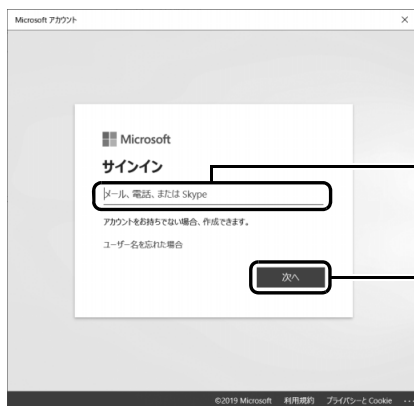 Microsoft アカウント
Microsoft
サインイン
メール、電話、または Skype
アカウントをお持ちでない場合、作成できます。
ユーザー名を忘れた場合
次へ
©2019 Microsoft 利用規約 プライバシーと Cookie ...